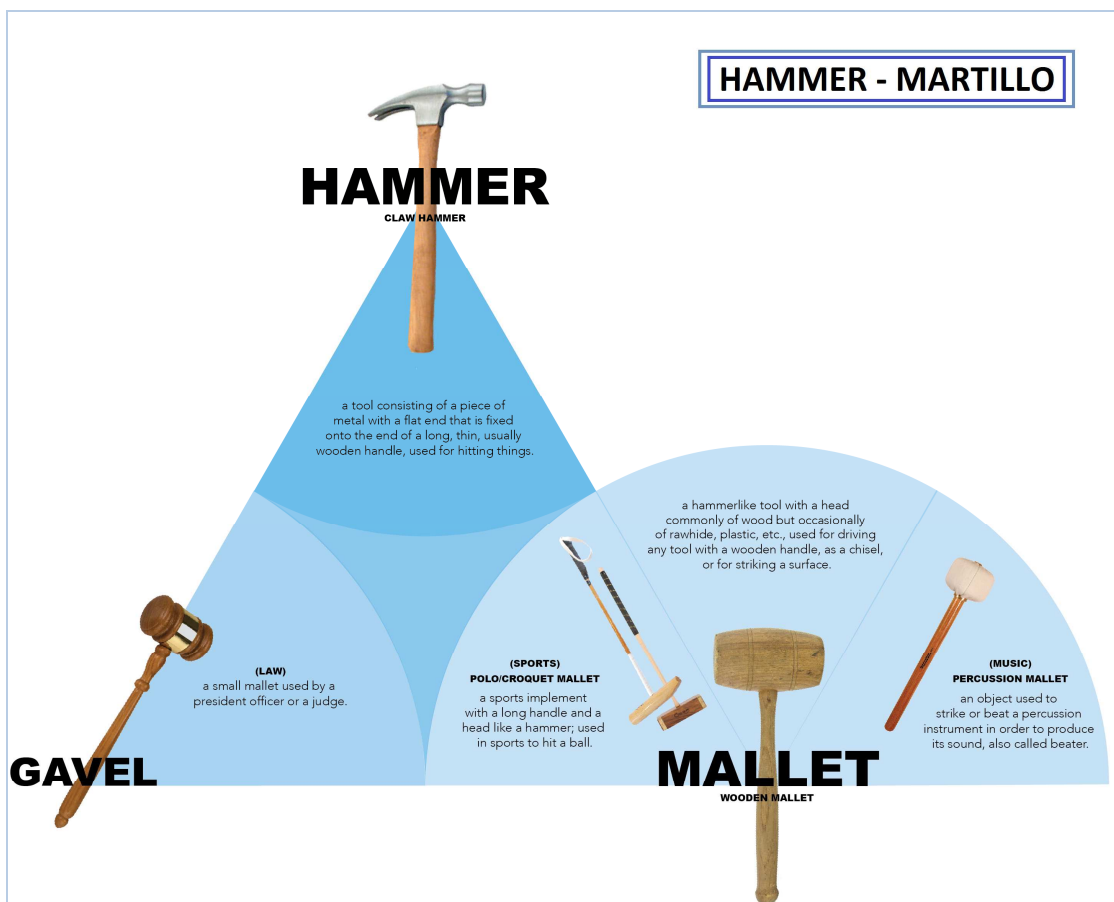 HAMMER - MARTILLO
HAMMER
CLAW HAMMER
a tool consisting of a piece of
metal with a flat end that is fixed
onto the end of a long, thin, usually
wooden handle, used for hitting things.
a hammerlike tool with a head
commonly of wood but occasionally
of rawhide, plastic, etc., used for driving
any tool with a wooden handle, as a chisel,
or for striking a surface.
(LAW)
a small mallet used by a
president officer or a judge.
GAVEL
(SPORTS)
POLO/CROQUET MALLET
a sports implement
with a long handle and a
head like a hammer; used
in sports to hit a ball.
(MUSIC)
PERCUSSION MALLET
an object used to
strike or beat a percussion
instrument in order to produce
its sound, also called beater.
MALLET
WOODEN MALLET